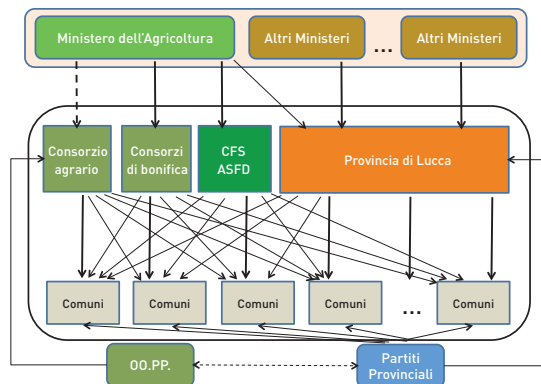 Ministero dell'Agricoltura
Altri Ministeri
...
Altri Ministeri
Consorzio
agrario
Consorzi
di bonifica
CFS
ASFD
Provincia di Lucca
Comuni
Comuni
Comuni
Comuni
...
Comuni
OO.PP.
Partiti
Provinciali